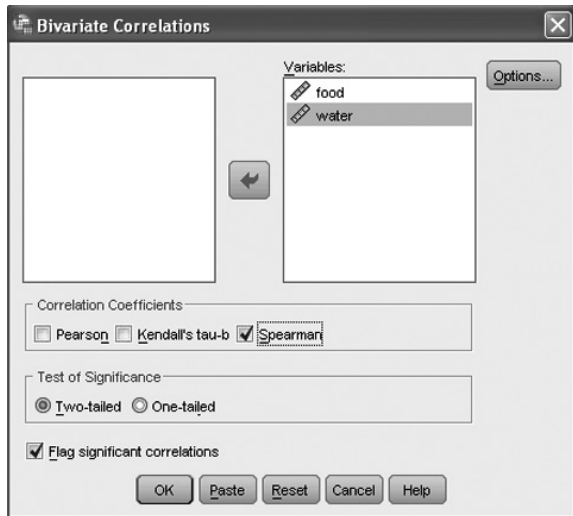 Bivariate Correlations
Variables:
food
water
Options...
Correlation Coefficients
Pearson Kendall's tau-b Spearman
Test of Significance
Two-tailed One-tailed
Flag significant correlations
OK Paste Reset Cancel Help